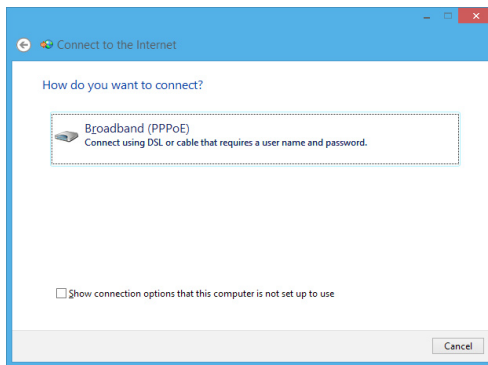 Connect to the Internet
How do you want to connect?
Broadband (PPPoE)
Connect using DSL or cable that requires a user name and password.
Show connection options that this computer is not set up to use
Cancel